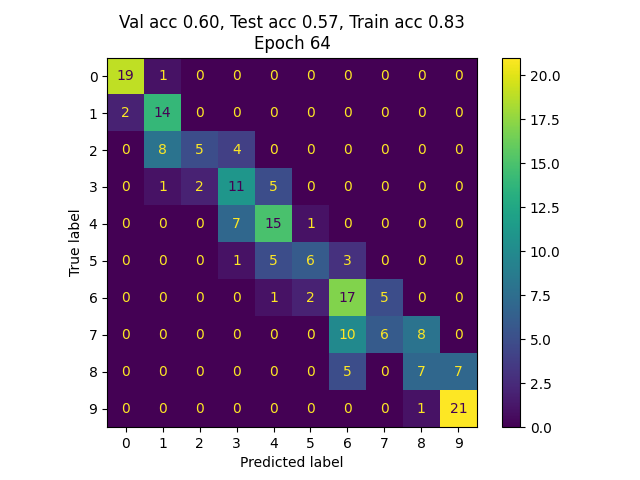 Val acc 0.60, Test acc 0.57, Train acc 0.83
Epoch 64
0 19 1 0 0 0 0 0 0 0 0
1 2 14 0 0 0 0 0 0 0 0
2 0 8 5 4 0 0 0 0 0 0
3 0 1 2 11 5 0 0 0 0 0
4 0 0 0 7 15 1 0 0 0 0
5 0 0 0 1 5 6 3 0 0 0
6 0 0 0 0 1 2 17 5 0 0
7 0 0 0 0 0 0 10 6 8 0
8 0 0 0 0 0 0 5 0 7 7
9 0 0 0 0 0 0 0 0 1 21
0 1 2 3 4 5 6 7 8 9
Predicted label
True label
20.0
17.5
15.0
12.5
10.0
7.5
5.0
2.5
0.0